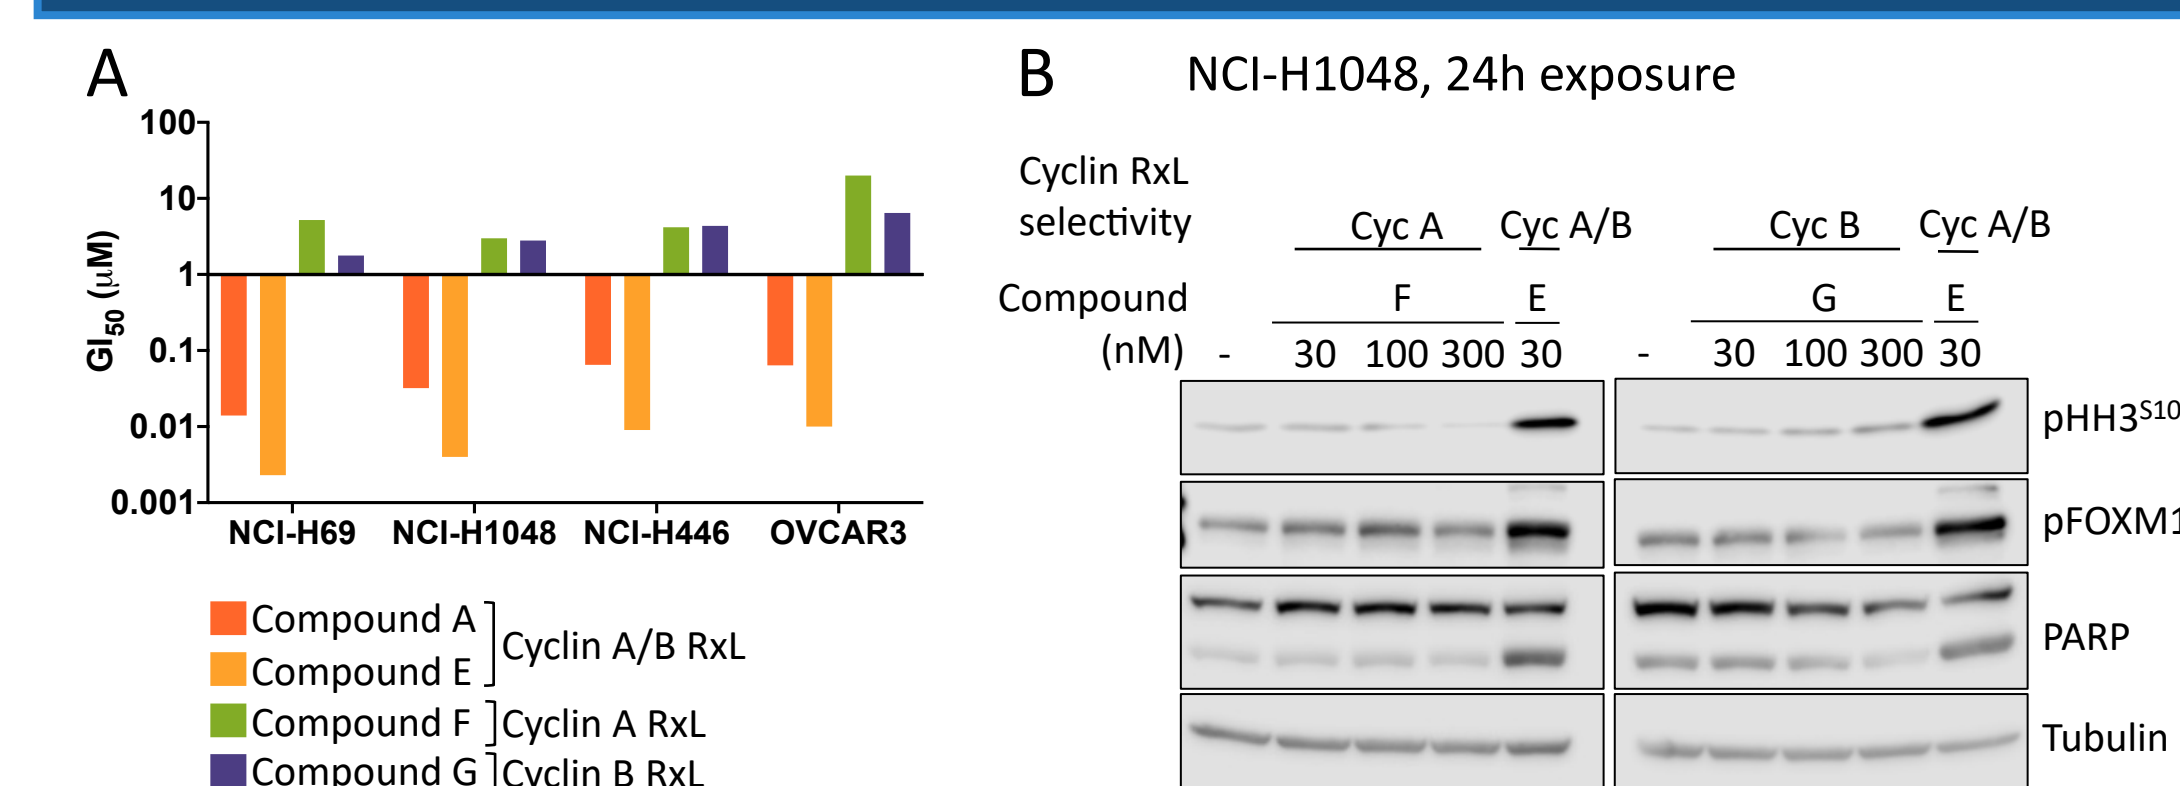 A
100
10
1
0.1
0.01
0.001
GI50 (µM)
NCI-H69 NCI-H1048 NCI-H446 OVCAR3
Compound A
Compound E
Cyclin A/B RxL
Compound F Cyclin A RxL
Compound G Cyclin B RxL
B NCI-H1048, 24h exposure
Cyclin RxL
selectivity Cyc A Cyc A/B Cyc B Cyc A/B
Compound F E G E
(nM) - 30 100 300 30 - 30 100 300 30
pHH3S10
pFOXM1
PARP
Tubulin